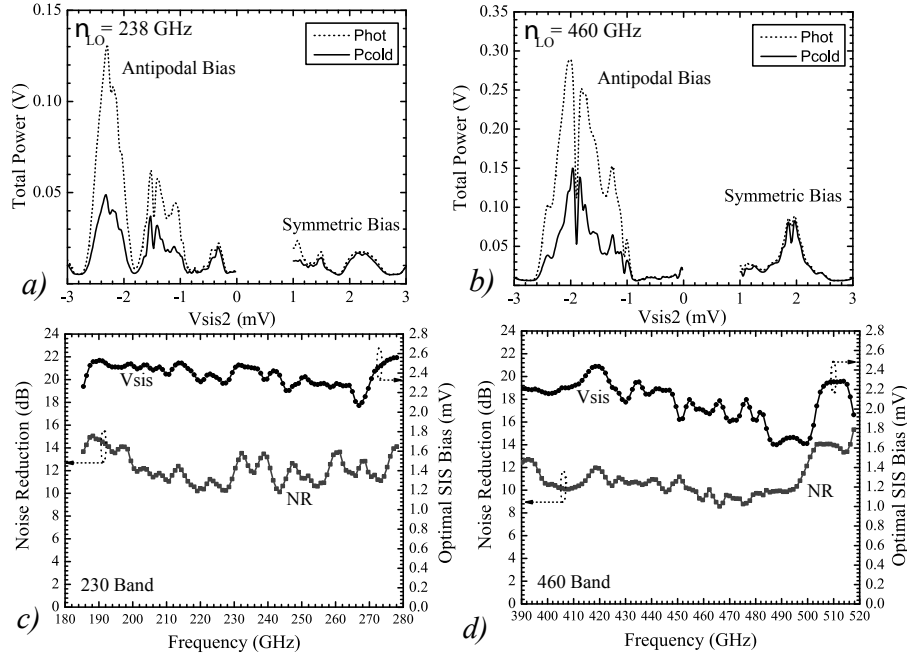 n LO = 238 GHz
Phot
Pcold
Antipodal Bias
Symmetric Bias
Total Power (V)
0.15
0.10
0.05
-3 -2 -1 0 1 2 3
Vsis2 (mV)
a)
n LO = 460 GHz
Phot
Pcold
Antipodal Bias
Symmetric Bias
Total Power (V)
0.35
0.30
0.25
0.20
0.15
0.10
0.05
0.00
-3 -2 -1 0 1 2 3
Vsis2 (mV)
b)
Noise Reduction (dB)
24
22
20
18
16
14
12
10
8
6
4
2
0
Vsis
NR
230 Band
2.8
2.6
2.4
2.2
2.0
1.8
1.6
1.4
1.2
1.0
0.8
0.6
0.4
0.2
0.0
Optimal SIS Bias (mV)
180 190 200 210 220 230 240 250 260 270 280
Frequency (GHz)
c)
Noise Reduction (dB)
24
22
20
18
16
14
12
10
8
6
4
2
0
Vsis
NR
460 Band
2.8
2.6
2.4
2.2
2.0
1.8
1.6
1.4
1.2
1.0
0.8
0.6
0.4
0.2
0.0
Optimal SIS Bias (mV)
390 400 410 420 430 440 450 460 470 480 490 500 510 520
Frequency (GHz)
d)